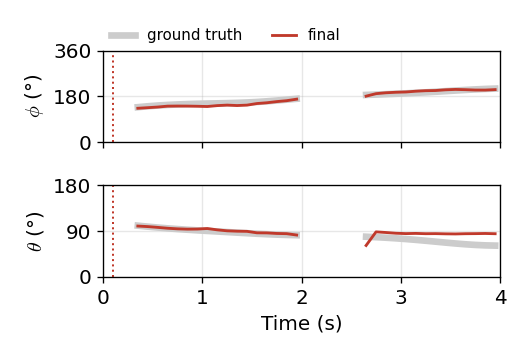 ground truth final
360
180
0
ϕ (°)
180
90
0
θ (°)
0 1 2 3 4
Time (s)